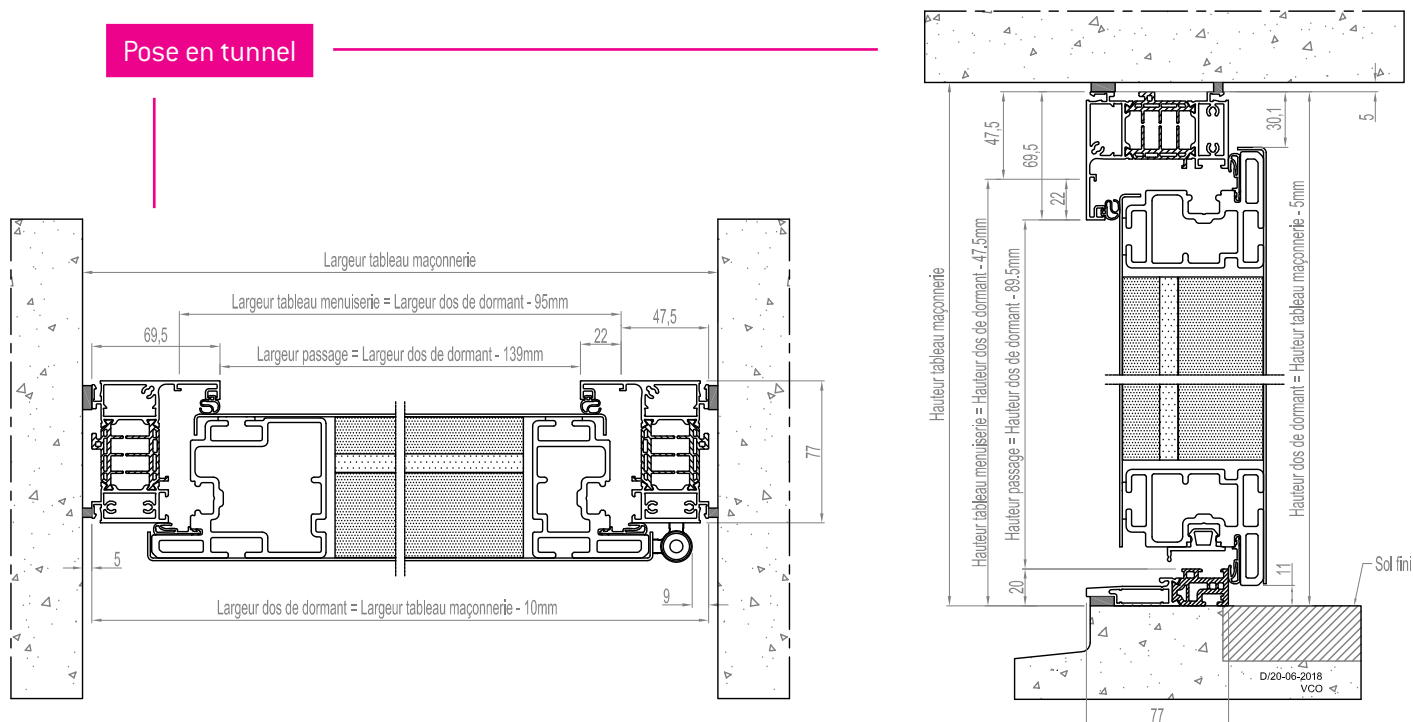 Pose en tunnel
Largeur tableau maçonnerie
Largeur tableau menuiserie = Largeur dos de dormant - 95mm
47,5
69,5
22
Largeur passage = Largeur dos de dormant - 139mm
77
5
9
Largeur dos de dormant = Largeur tableau maçonnerie - 10mm
47,5
69,5
22
30,1
5
Hauteur tableau maçonnerie
Hauteur tableau menuiserie = Hauteur dos de dormant - 47.5mm
Hauteur passage = Hauteur dos de dormant - 89.5mm
Hauteur dos de dormant = Hauteur tableau maçonnerie - 5mm
20
11
Sol fini
D/20-06-2018
VCO
77